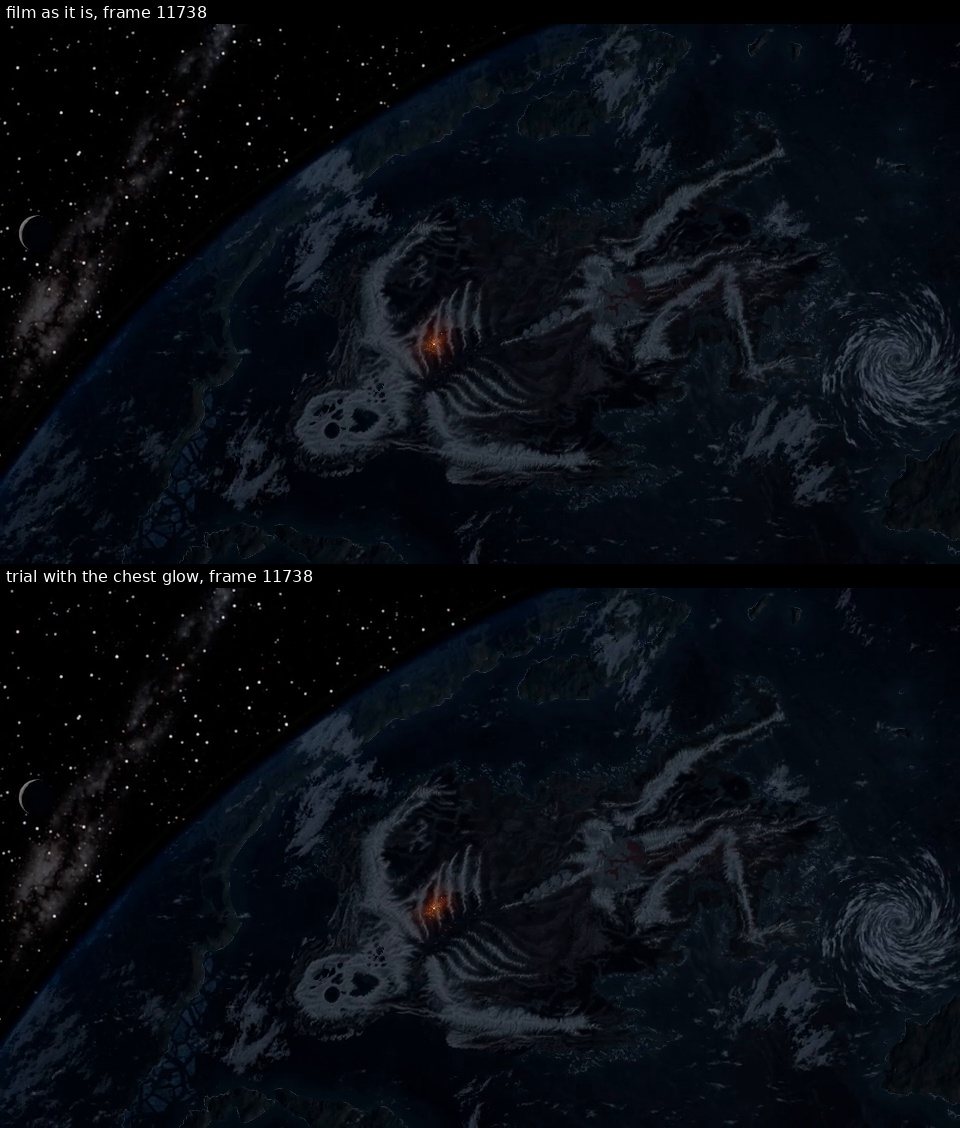 film as it is, frame 11738
trial with the chest glow, frame 11738